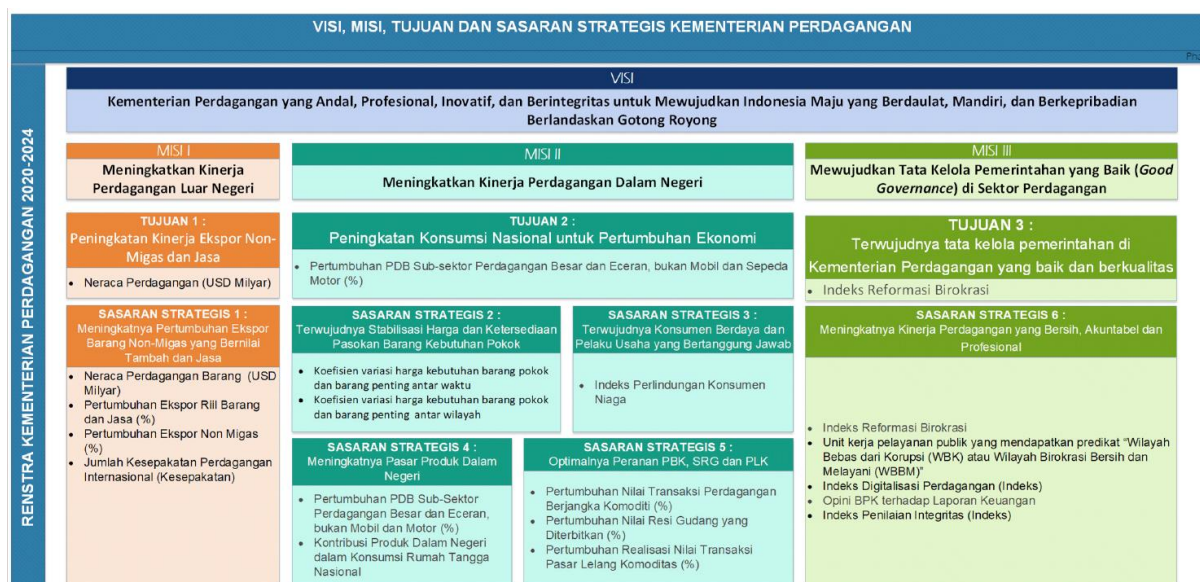 VISI, MISI, TUJUAN DAN SASARAN STRATEGIS KEMENTERIAN PERDAGANGAN
RENSTRA KEMENTERIAN PERDAGANGAN 2020-2024
VISI
Kementerian Perdagangan yang Andal, Profesional, Inovatif, dan Berintegritas untuk Mewujudkan Indonesia Maju yang Berdaulat, Mandiri, dan Berkepribadian
Berlandaskan Gotong Royong
MISI I
Meningkatkan Kinerja
Perdagangan Luar Negeri
MISI II
Meningkatkan Kinerja Perdagangan Dalam Negeri
MISI III
Mewujudkan Tata Kelola Pemerintahan yang Baik (Good
Governance) di Sektor Perdagangan
TUJUAN 1 :
Peningkatan Kinerja Ekspor Non-
Migas dan Jasa
• Neraca Perdagangan (USD Milyar)
TUJUAN 2 :
Peningkatan Konsumsi Nasional untuk Pertumbuhan Ekonomi
• Pertumbuhan PDB Sub-sektor Perdagangan Besar dan Eceran, bukan Mobil dan Sepeda
Motor (%)
TUJUAN 3 :
Terwujudnya tata kelola pemerintahan di
Kementerian Perdagangan yang baik dan berkualitas
• Indeks Reformasi Birokrasi
SASARAN STRATEGIS 1 :
Meningkatnya Pertumbuhan Ekspor
Barang Non-Migas yang Bernilai
Tambah dan Jasa
• Neraca Perdagangan Barang (USD
Milyar)
• Pertumbuhan Ekspor Riil Barang
dan Jasa (%)
• Pertumbuhan Ekspor Non Migas
(%)
• Jumlah Kesepakatan Perdagangan
Internasional (Kesepakatan)
SASARAN STRATEGIS 2 :
Terwujudnya Stabilisasi Harga dan Ketersediaan
Pasokan Barang Kebutuhan Pokok
• Koefisien variasi harga kebutuhan barang pokok
dan barang penting antar waktu
• Koefisien variasi harga kebutuhan barang pokok
dan barang penting antar wilayah
SASARAN STRATEGIS 3 :
Terwujudnya Konsumen Berdaya dan
Pelaku Usaha yang Bertanggung Jawab
• Indeks Perlindungan Konsumen
Niaga
SASARAN STRATEGIS 4 :
Meningkatnya Pasar Produk Dalam
Negeri
• Pertumbuhan PDB Sub-Sektor
Perdagangan Besar dan Eceran,
bukan Mobil dan Motor (%)
• Kontribusi Produk Dalam Negeri
dalam Konsumsi Rumah Tangga
Nasional
SASARAN STRATEGIS 5 :
Optimalnya Peranan PBK, SRG dan PLK
• Pertumbuhan Nilai Transaksi Perdagangan
Berjangka Komoditi (%)
• Pertumbuhan Nilai Resi Gudang yang
Diterbitkan (%)
• Pertumbuhan Realisasi Nilai Transaksi
Pasar Lelang Komoditas (%)
SASARAN STRATEGIS 6 :
Meningkatnya Kinerja Perdagangan yang Bersih, Akuntabel dan
Profesional
• Indeks Reformasi Birokrasi
• Unit kerja pelayanan publik yang mendapatkan predikat “Wilayah
Bebas dari Korupsi (WBK) atau Wilayah Birokrasi Bersih dan
Melayani (WBBM)”
• Indeks Digitalisasi Perdagangan (Indeks)
• Opini BPK terhadap Laporan Keuangan
• Indeks Penilaian Integritas (Indeks)